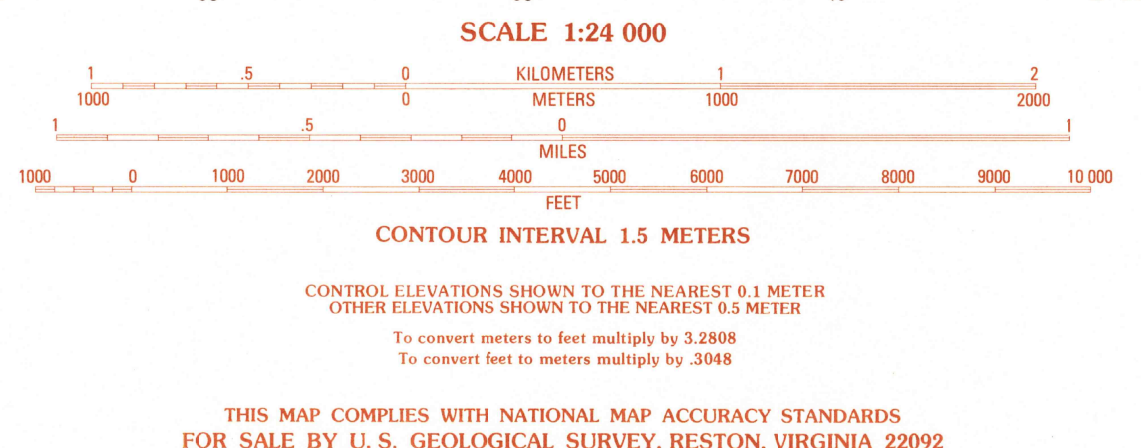 SCALE 1:24 000
1 .5 0 KILOMETERS 1 2
1000 0 METERS 1000 2000
1 .5 0 1
MILES
1000 0 1000 2000 3000 4000 5000 6000 7000 8000 9000 10 000
FEET
CONTOUR INTERVAL 1.5 METERS
CONTROL ELEVATIONS SHOWN TO THE NEAREST 0.1 METER
OTHER ELEVATIONS SHOWN TO THE NEAREST 0.5 METER
To convert meters to feet multiply by 3.2808
To convert feet to meters multiply by .3048
THIS MAP COMPLIES WITH NATIONAL MAP ACCURACY STANDARDS
FOR SALE BY U. S. GEOLOGICAL SURVEY, RESTON, VIRGINIA 22092